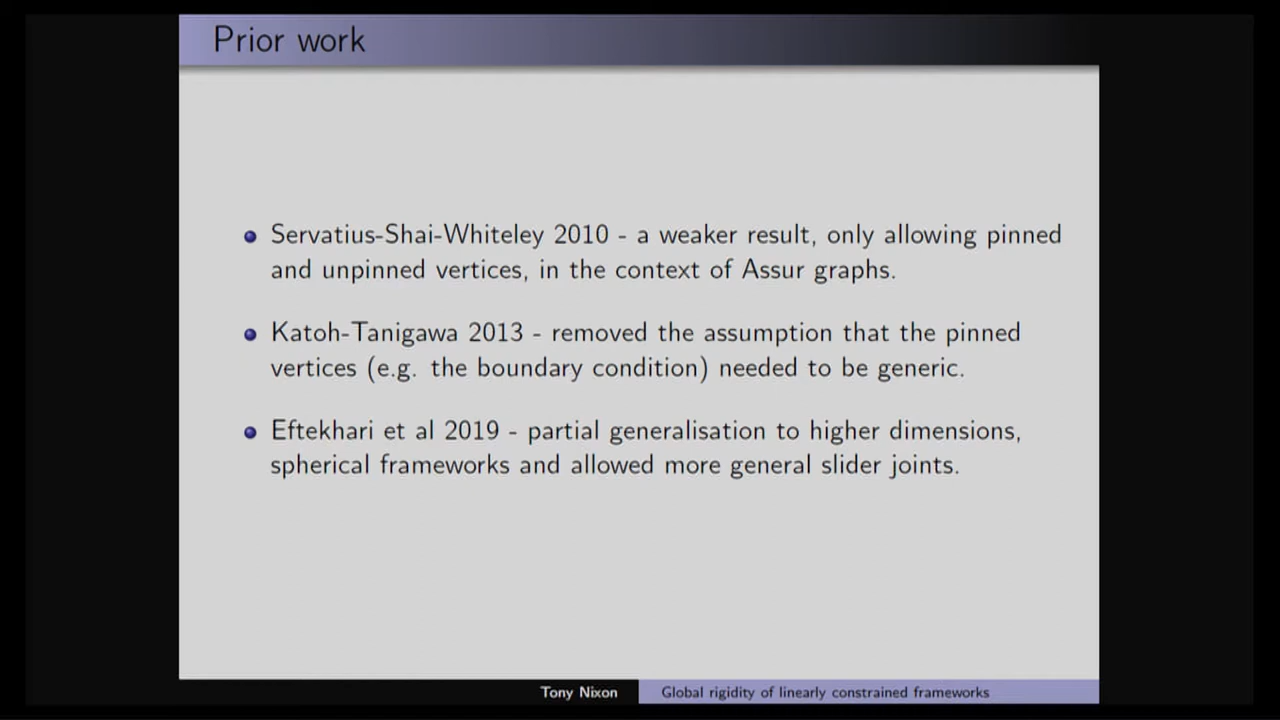 Prior work
Servatius-Shai-Whiteley 2010 - a weaker result, only allowing pinned
and unpinned vertices, in the context of Assur graphs.
Katoh-Tanigawa 2013 - removed the assumption that the pinned
vertices (e.g. the boundary condition) needed to be generic.
Eftekhari et al 2019 - partial generalisation to higher dimensions,
spherical frameworks and allowed more general slider joints.
Tony Nixon
Global rigidity of linearly constrained frameworks